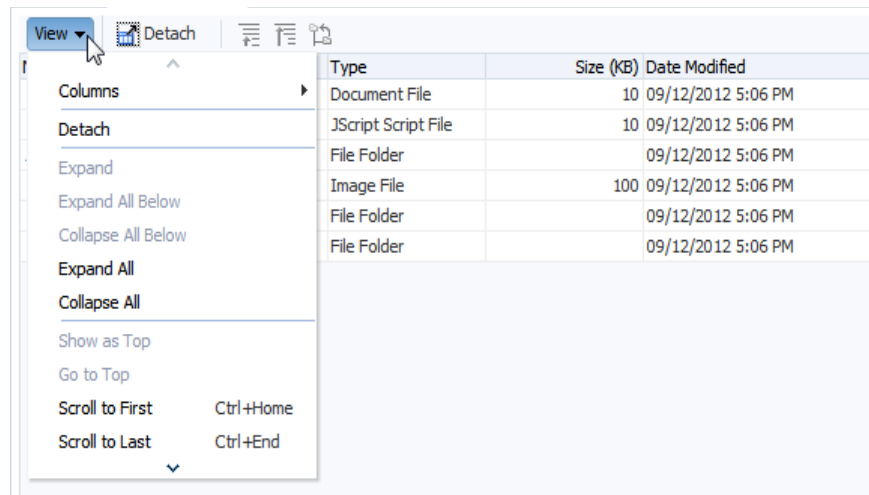 View Detach
Type Size (KB) Date Modified
Columns
Document File 10 09/12/2012 5:06 PM
Detach
JScript Script File 10 09/12/2012 5:06 PM
Expand
File Folder 09/12/2012 5:06 PM
Expand All Below
Image File 100 09/12/2012 5:06 PM
Collapse All Below
File Folder 09/12/2012 5:06 PM
Expand All
File Folder 09/12/2012 5:06 PM
Collapse All
Show as Top
Go to Top
Scroll to First Ctrl+Home
Scroll to Last Ctrl+End